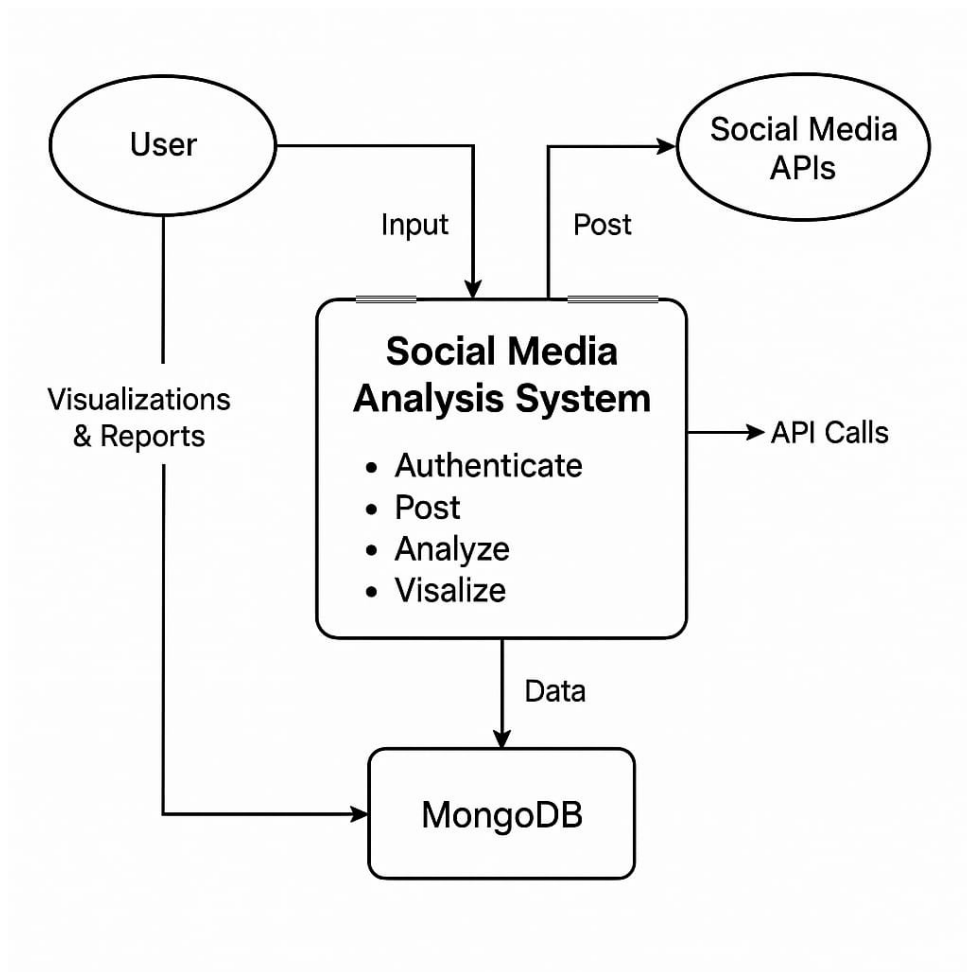 User
Social Media
APIs
Input
Post
Social Media
Analysis System
Visualizations
& Reports
API Calls
• Authenticate
• Post
• Analyze
• Visalize
Data
MongoDB